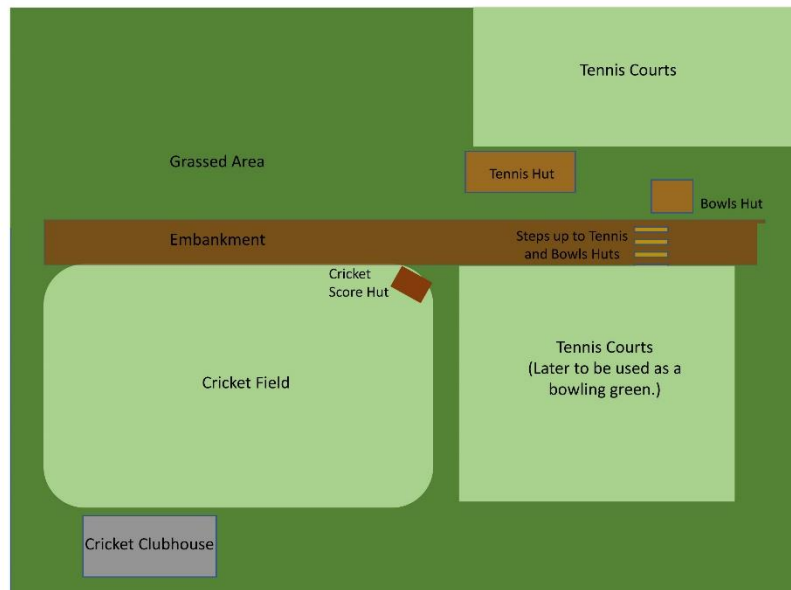 Tennis Courts
Grassed Area
Tennis Hut
Bowls Hut
Embankment
Steps up to Tennis
and Bowls Huts
Cricket
Score Hut
Tennis Courts
(Later to be used as a
bowling green.)
Cricket Field
Cricket Clubhouse